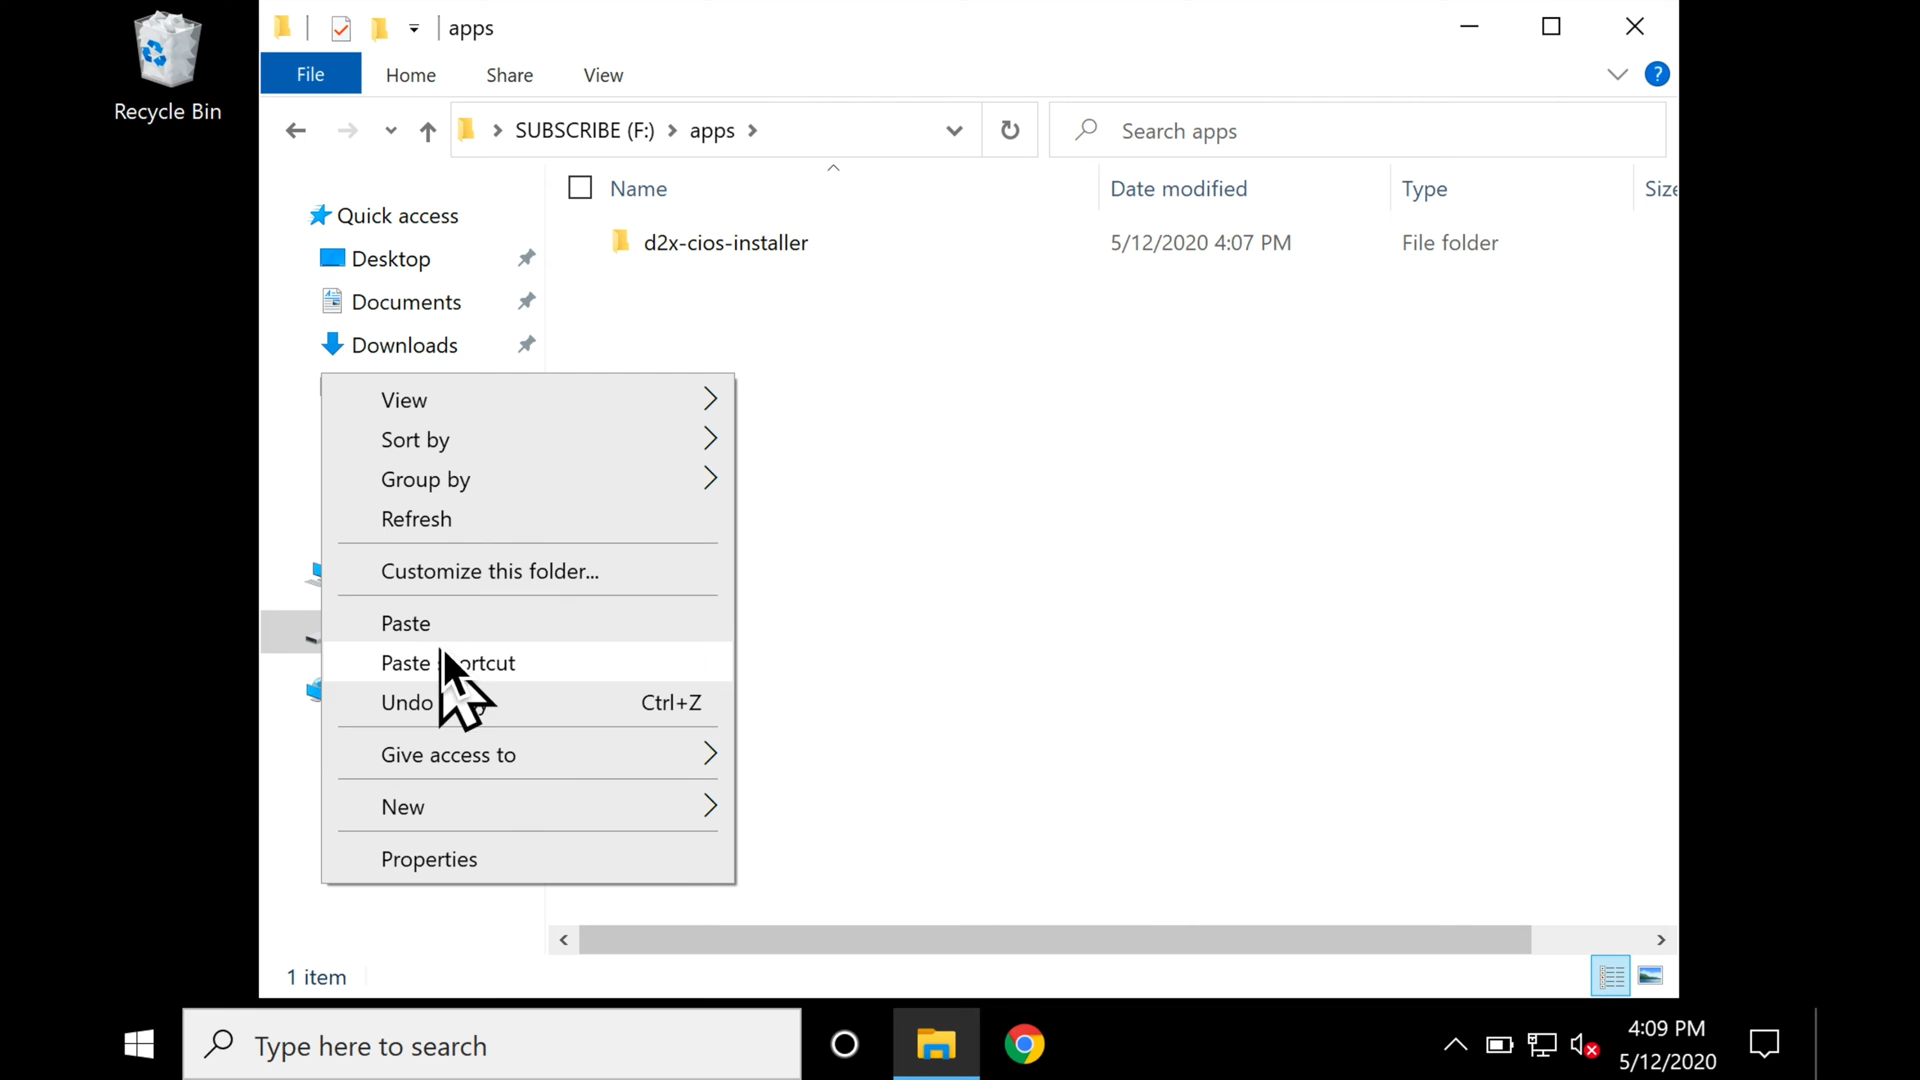 Recycle Bin
apps
File
Home
Share
View
?
SUBSCRIBE (F:)
apps
Search apps
Name
Date modified
Type
Quick access
Desktop
Documents
Downloads
d2x-cios-installer
5/12/2020 4:07 PM
File folder
View
Sort by
Group by
Refresh
Customize this folder...
Paste
Paste
Undo
Ctrl+Z
Give access to
New
Properties
1 item
Type here to search
4:09 PM
5/12/2020